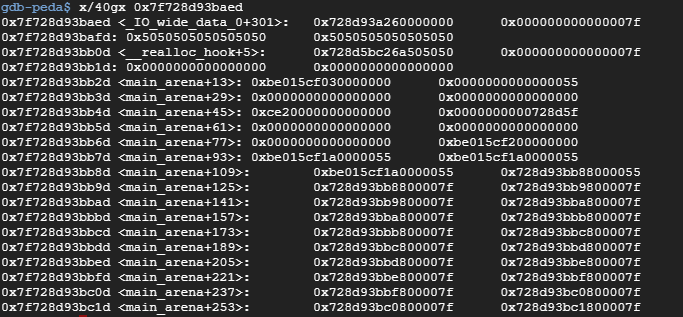 gdb-peda$ x/40gx 0x7f728d93baed
0x7f728d93baed <_IO_wide_data_0+301>: 0x728d93a260000000 0x000000000000007f
0x7f728d93bafd: 0x5050505050505050 0x5050505050505050
0x7f728d93bb0d <__realloc_hook+5>: 0x728d5bc26a505050 0x000000000000007f
0x7f728d93bb1d: 0x0000000000000000 0x0000000000000000
0x7f728d93bb2d <main_arena+13>: 0xbe015cf030000000 0x0000000000000055
0x7f728d93bb3d <main_arena+29>: 0x0000000000000000 0x0000000000000000
0x7f728d93bb4d <main_arena+45>: 0xce20000000000000 0x0000000000728d5f
0x7f728d93bb5d <main_arena+61>: 0x0000000000000000 0x0000000000000000
0x7f728d93bb6d <main_arena+77>: 0x0000000000000000 0xbe015cf200000000
0x7f728d93bb7d <main_arena+93>: 0xbe015cf1a0000055 0xbe015cf1a0000055
0x7f728d93bb8d <main_arena+109>: 0xbe015cf1a0000055 0x728d93bb88000055
0x7f728d93bb9d <main_arena+125>: 0x728d93bb8800007f 0x728d93bb9800007f
0x7f728d93bbad <main_arena+141>: 0x728d93bb9800007f 0x728d93bba800007f
0x7f728d93bbbd <main_arena+157>: 0x728d93bba800007f 0x728d93bbb800007f
0x7f728d93bbcd <main_arena+173>: 0x728d93bbb800007f 0x728d93bbc800007f
0x7f728d93bbdd <main_arena+189>: 0x728d93bbc800007f 0x728d93bbd800007f
0x7f728d93bbed <main_arena+205>: 0x728d93bbd800007f 0x728d93bbe800007f
0x7f728d93bbfd <main_arena+221>: 0x728d93bbe800007f 0x728d93bbf800007f
0x7f728d93bc0d <main_arena+237>: 0x728d93bbf800007f 0x728d93bc0800007f
0x7f728d93bc1d <main_arena+253>: 0x728d93bc0800007f 0x728d93bc1800007f